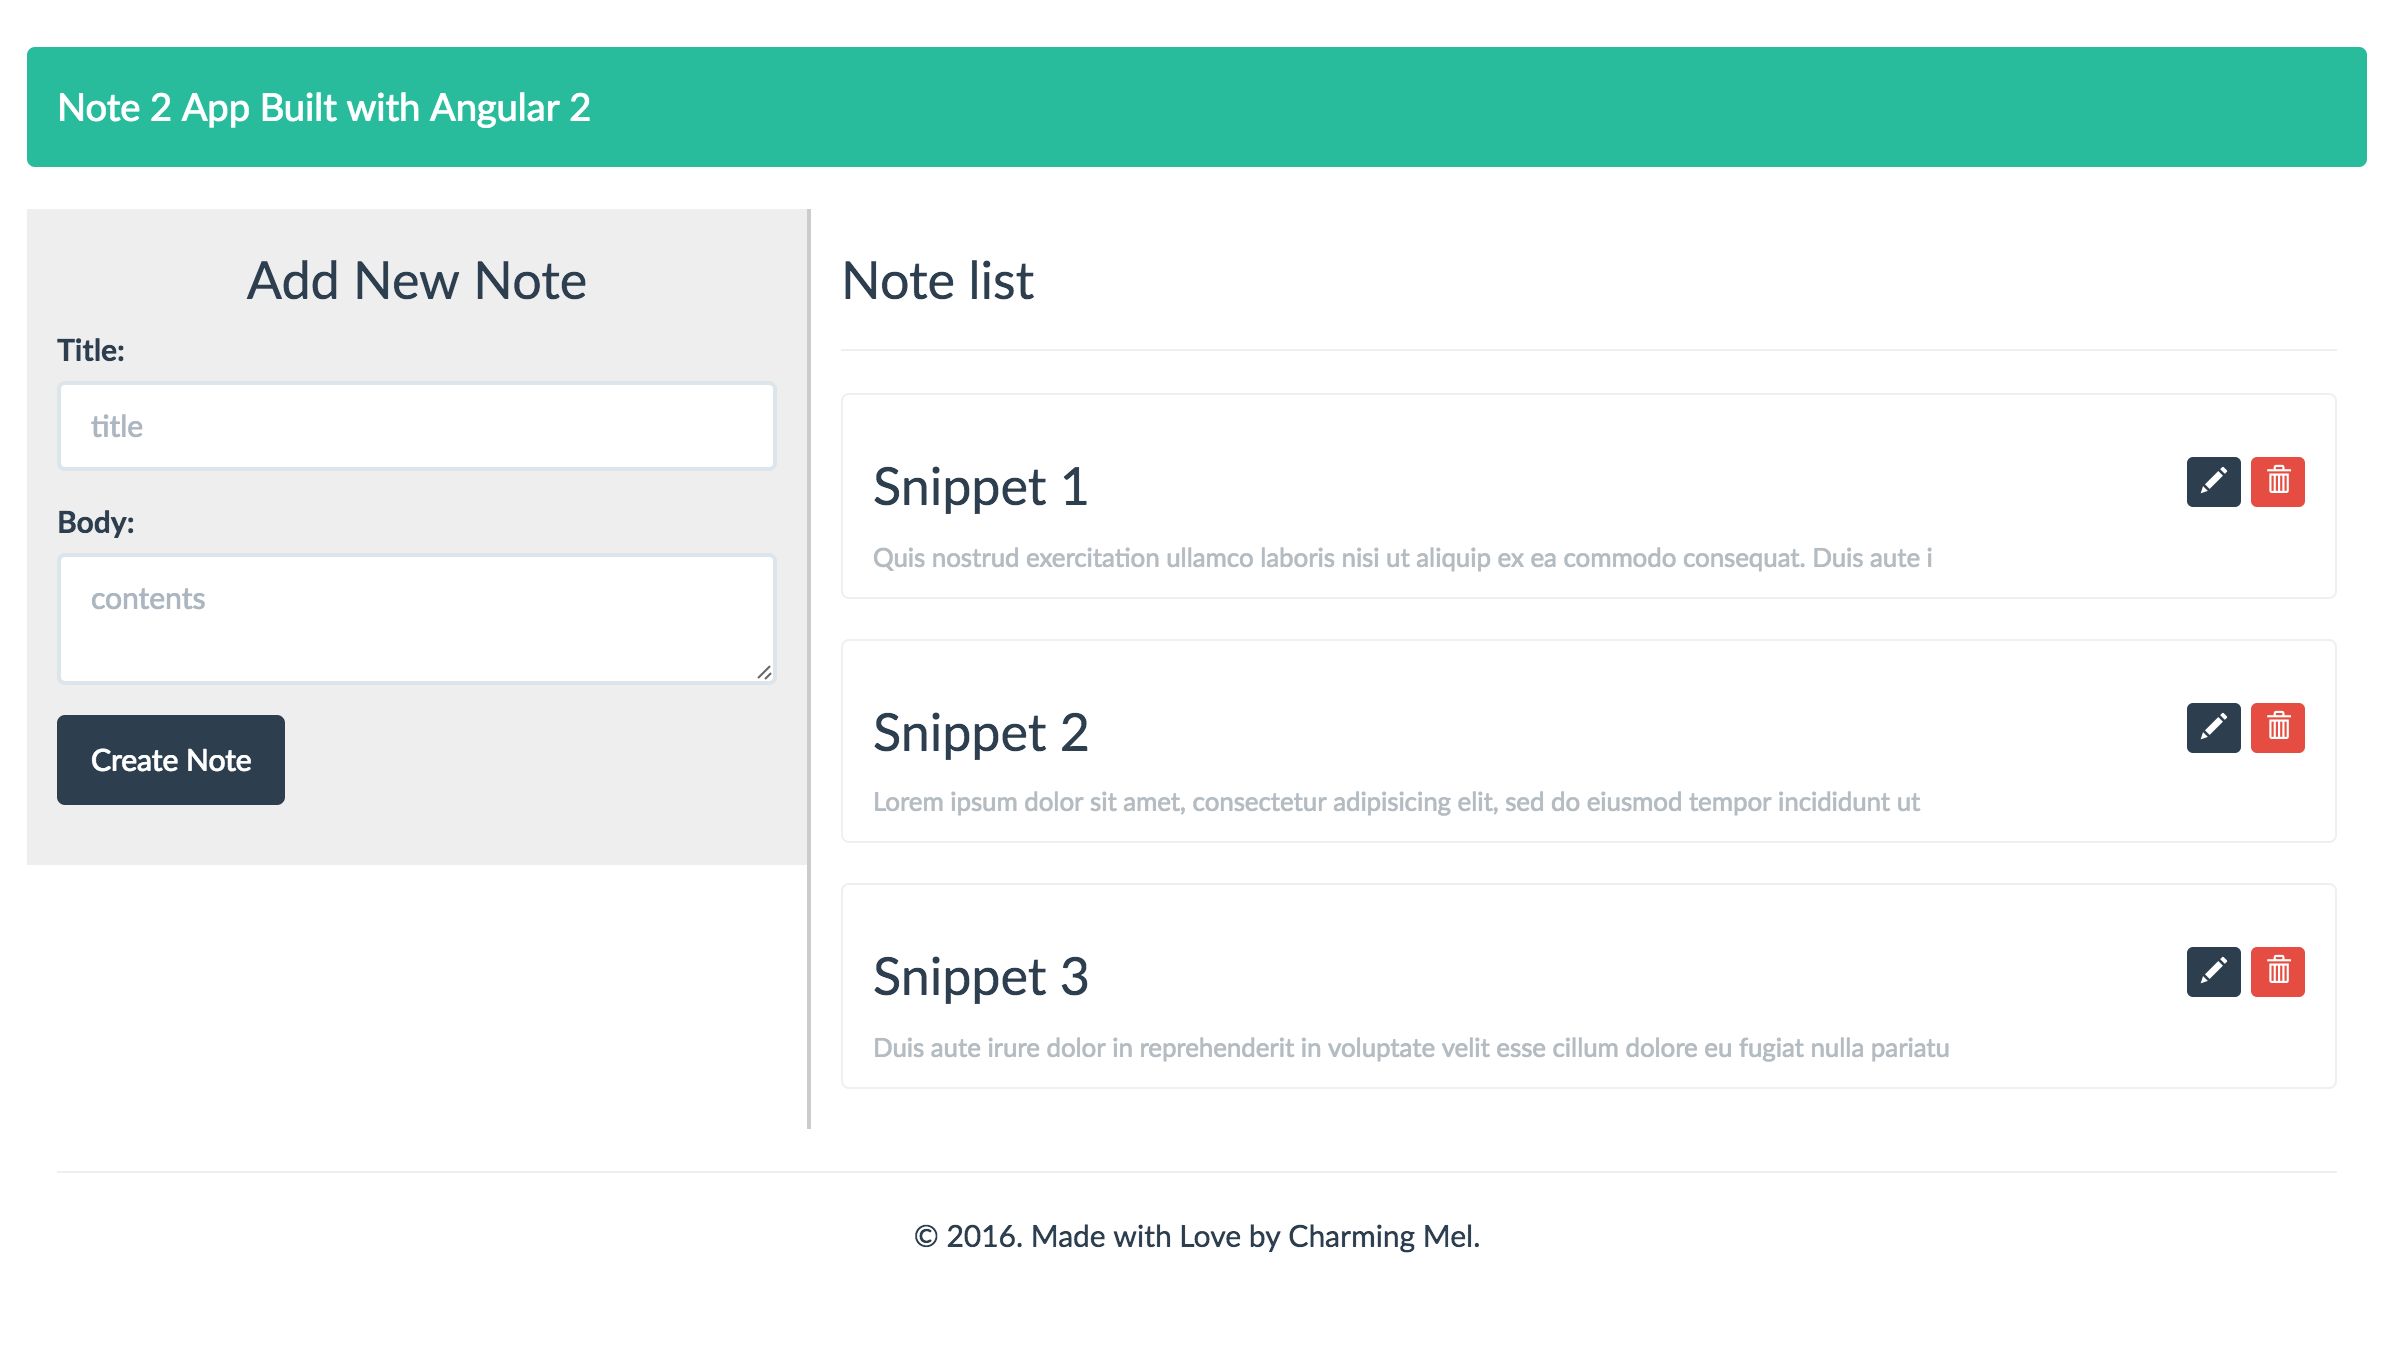 Note 2 App Built with Angular 2
Add New Note
Title:
title
Body:
contents
Create Note
Note list
Snippet 1
Quis nostrud exercitation ullamco laboris nisi ut aliquip ex ea commodo consequat. Duis aute i
Snippet 2
Lorem ipsum dolor sit amet, consectetur adipisicing elit, sed do eiusmod tempor incididunt ut
Snippet 3
Duis aute irure dolor in reprehenderit in voluptate velit esse cillum dolore eu fugiat nulla pariatu
© 2016. Made with Love by Charming Mel.